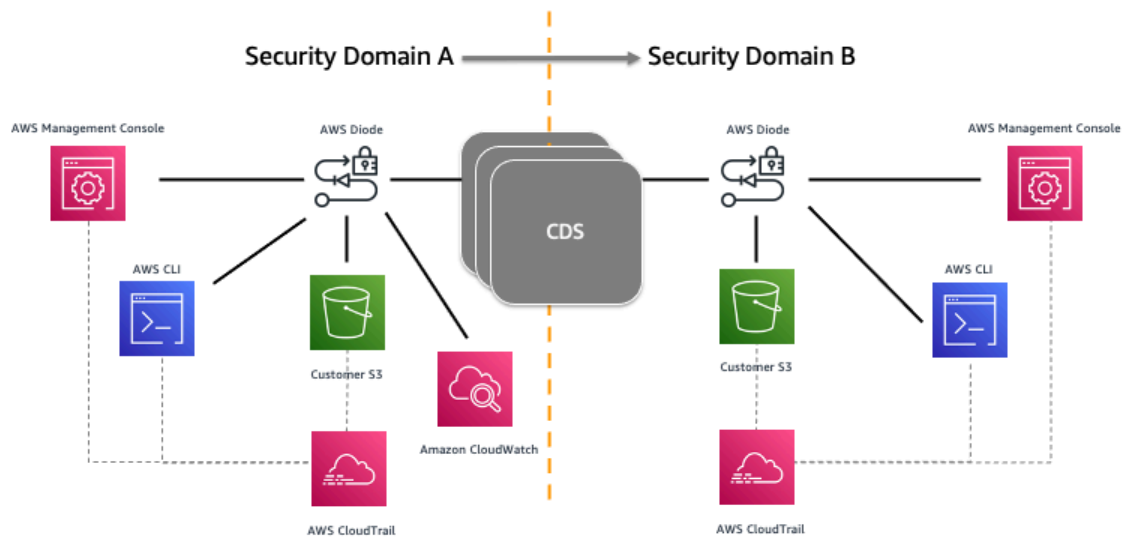 Security Domain A
Security Domain B
AWS Management Console
AWS Diode
AWS Diode
AWS Management Console
CDS
AWS CLI
AWS CLI
Customer S3
Customer S3
Amazon CloudWatch
AWS CloudTrail
AWS CloudTrail